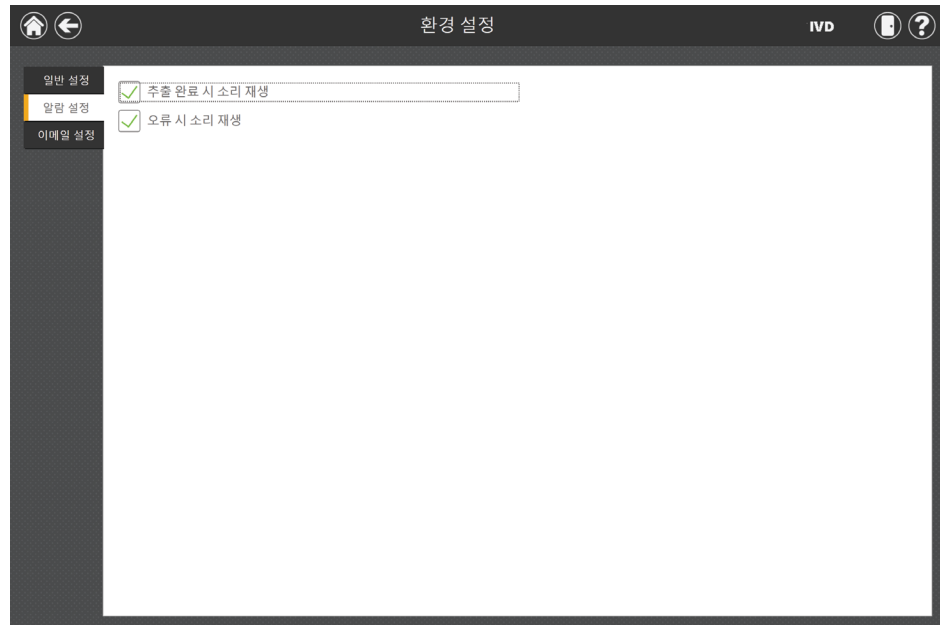 환경 설정
IVD
일반 설정
알람 설정
이메일 설정
추출 완료 시 소리 재생
오류 시 소리 재생